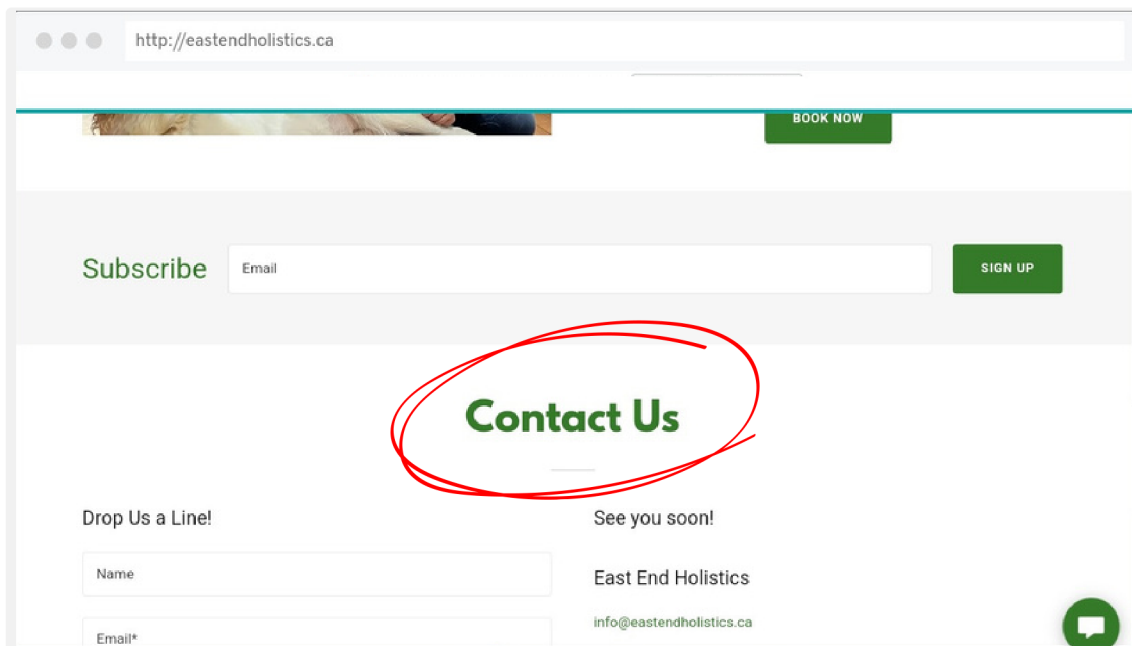 http://eastendholistics.ca
BOOK NOW
Subscribe
Email
SIGN UP
Contact Us
Drop Us a Line!
Name
Email*
See you soon!
East End Holistics
info@eastendholistics.ca